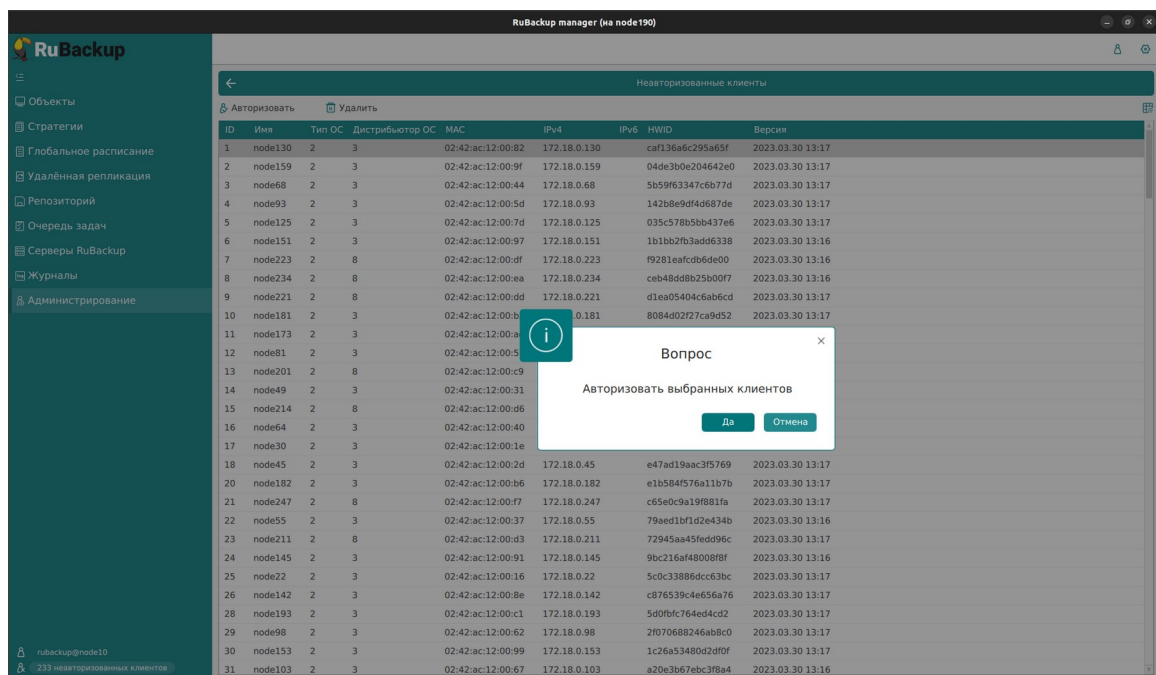 RuBackup manager (на node190)
RuBackup
Объекты
Стратегии
Глобальное расписание
Удалённая репликация
Репозиторий
Очередь задач
Серверы RuBackup
Журналы
Администрирование
rubackup@node10
233 неавторизованных клиентов
Неавторизованные клиенты
Авторизовать Удалить
ID Имя Тип ОС Дистрибьютор ОС MAC IPv4 IPv6 HWID Версия
1 node130 2 3 02:42:ac:12:00:82 172.18.0.130 caf136a6c295a65f 2023.03.30 13:17
2 node159 2 3 02:42:ac:12:00:9f 172.18.0.159 04de3b0e204642e0 2023.03.30 13:17
3 node68 2 3 02:42:ac:12:00:44 172.18.0.68 5b59f63347c6b77d 2023.03.30 13:17
4 node93 2 3 02:42:ac:12:00:5d 172.18.0.93 142b8e9df4d687de 2023.03.30 13:17
5 node125 2 3 02:42:ac:12:00:7d 172.18.0.125 035c578b5bb437e6 2023.03.30 13:17
6 node151 2 3 02:42:ac:12:00:97 172.18.0.151 1b1bb2fb3add6338 2023.03.30 13:16
7 node223 2 8 02:42:ac:12:00:df 172.18.0.223 f9281eafcdb6de00 2023.03.30 13:16
8 node234 2 8 02:42:ac:12:00:ea 172.18.0.234 ceb48dd8b25b00f7 2023.03.30 13:16
9 node221 2 8 02:42:ac:12:00:dd 172.18.0.221 d1ea05404c6ab6cd 2023.03.30 13:17
10 node181 2 3 02:42:ac:12:00:b .0.181 8084d02f27ca9d52 2023.03.30 13:17
11 node173 2 3 02:42:ac:12:00:a
12 node81 2 3 02:42:ac:12:00:5
13 node201 2 8 02:42:ac:12:00:c9
14 node49 2 3 02:42:ac:12:00:31
15 node214 2 8 02:42:ac:12:00:d6
16 node64 2 3 02:42:ac:12:00:40
17 node30 2 3 02:42:ac:12:00:1e
18 node45 2 3 02:42:ac:12:00:2d 172.18.0.45 e47ad19aac3f5769 2023.03.30 13:17
20 node182 2 3 02:42:ac:12:00:b6 172.18.0.182 e1b584f576a11b7b 2023.03.30 13:17
21 node247 2 8 02:42:ac:12:00:f7 172.18.0.247 c65e0c9a19f881fa 2023.03.30 13:17
22 node55 2 3 02:42:ac:12:00:37 172.18.0.55 79aed1bf1d2e434b 2023.03.30 13:16
23 node211 2 8 02:42:ac:12:00:d3 172.18.0.211 72945aa45fedd96c 2023.03.30 13:17
24 node145 2 3 02:42:ac:12:00:91 172.18.0.145 9bc216af48008f8f 2023.03.30 13:16
25 node22 2 3 02:42:ac:12:00:16 172.18.0.22 5c0c33886dcc63bc 2023.03.30 13:17
26 node142 2 3 02:42:ac:12:00:8e 172.18.0.142 c876539c4e656a76 2023.03.30 13:17
28 node193 2 3 02:42:ac:12:00:c1 172.18.0.193 5d0fbfc764ed4cd2 2023.03.30 13:17
29 node98 2 3 02:42:ac:12:00:62 172.18.0.98 2f070688246ab8c0 2023.03.30 13:17
30 node153 2 3 02:42:ac:12:00:99 172.18.0.153 1c26a53480d2df0f 2023.03.30 13:17
31 node103 2 3 02:42:ac:12:00:67 172.18.0.103 a20e3b67ebc3f8a4 2023.03.30 13:16
Вопрос
Авторизовать выбранных клиентов
Да Отмена